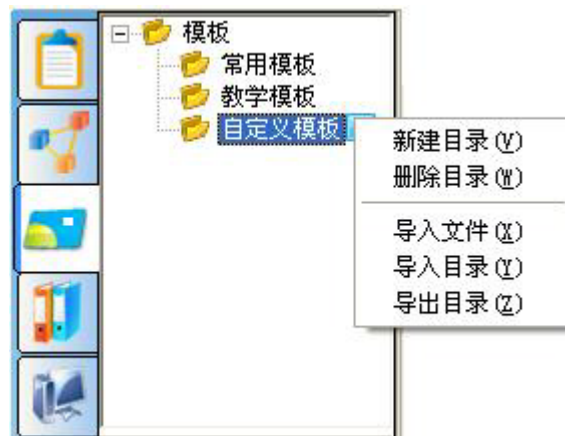 模板
常用模板
教学模板
自定义模板
新建目录(V)
删除目录(W)
导入文件(X)
导入目录(Y)
导出目录(Z)